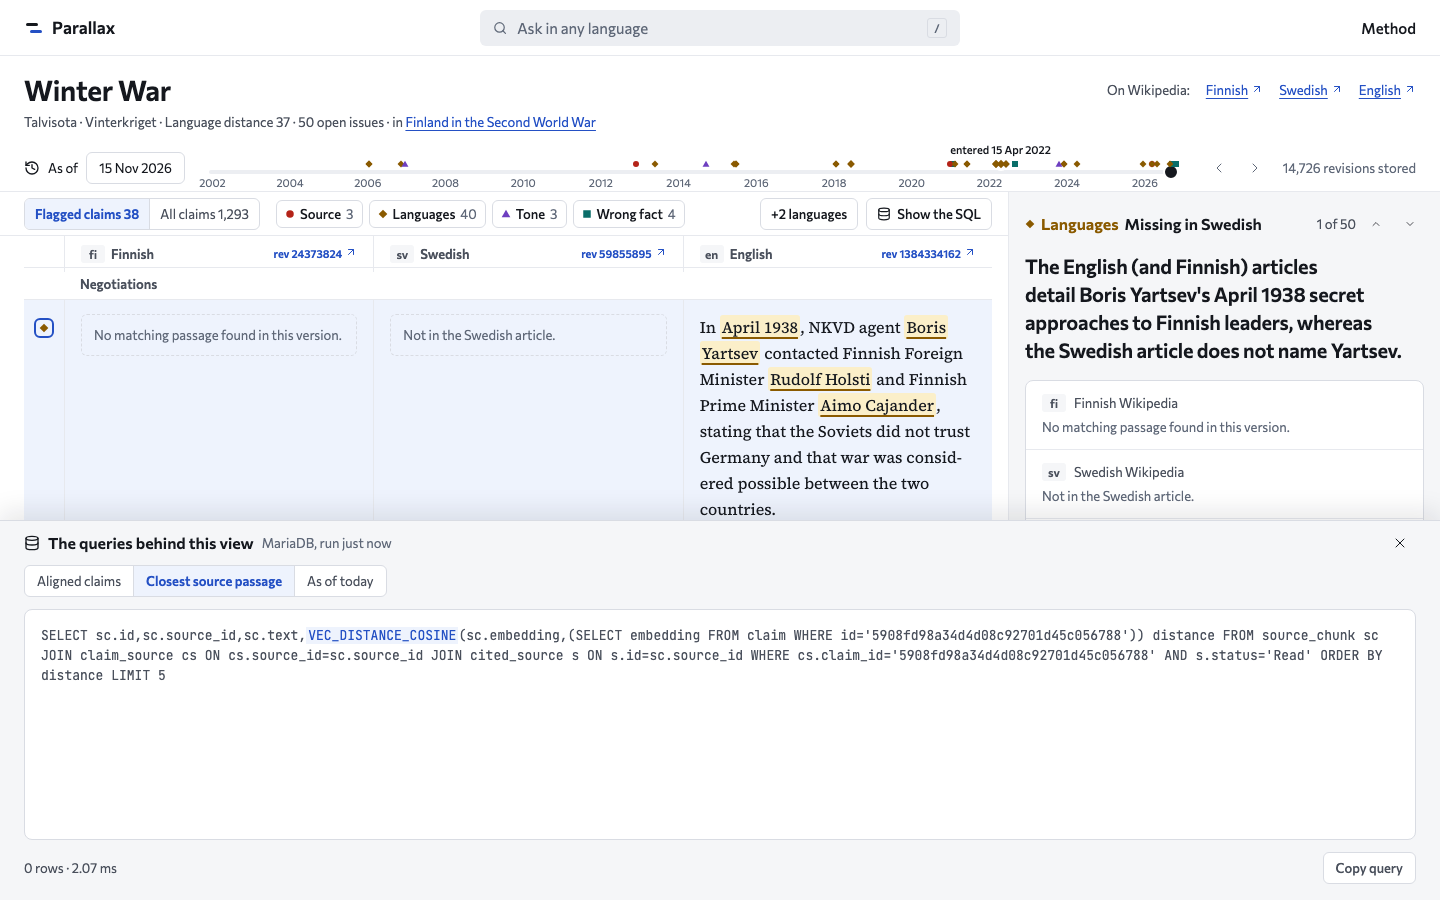 Parallax
Ask in any language
/
Method
Winter War
On Wikipedia: Finnish Swedish English
Talvisota · Vinterkriget · Language distance 37 · 50 open issues · in Finland in the Second World War
entered 15 Apr 2022
As of 15 Nov 2026
2002 2004 2006 2008 2010 2012 2014 2016 2018 2020 2022 2024 2026
14,726 revisions stored
Flagged claims 38 All claims 1,293 Source 3 Languages 40 Tone 3 Wrong fact 4 +2 languages Show the SQL
fi Finnish rev 24373824
sv Swedish rev 59855895
en English rev 1384334162
Negotiations
No matching passage found in this version.
Not in the Swedish article.
In April 1938, NKVD agent Boris
Yartsev contacted Finnish Foreign
Minister Rudolf Holsti and Finnish
Prime Minister Aimo Cajander,
stating that the Soviets did not trust
Germany and that war was consid-
ered possible between the two
countries.
Languages Missing in Swedish 1 of 50
The English (and Finnish) articles
detail Boris Yartsev's April 1938 secret
approaches to Finnish leaders, whereas
the Swedish article does not name Yartsev.
fi Finnish Wikipedia
No matching passage found in this version.
sv Swedish Wikipedia
Not in the Swedish article.
The queries behind this view MariaDB, run just now
Aligned claims Closest source passage As of today
SELECT sc.id,sc.source_id,sc.text,VEC_DISTANCE_COSINE(sc.embedding,(SELECT embedding FROM claim WHERE id='5908fd98a34d4d08c92701d45c056788')) distance FROM source_chunk sc
JOIN claim_source cs ON cs.source_id=sc.source_id JOIN cited_source s ON s.id=sc.source_id WHERE cs.claim_id='5908fd98a34d4d08c92701d45c056788' AND s.status='Read' ORDER BY
distance LIMIT 5
0 rows · 2.07 ms
Copy query